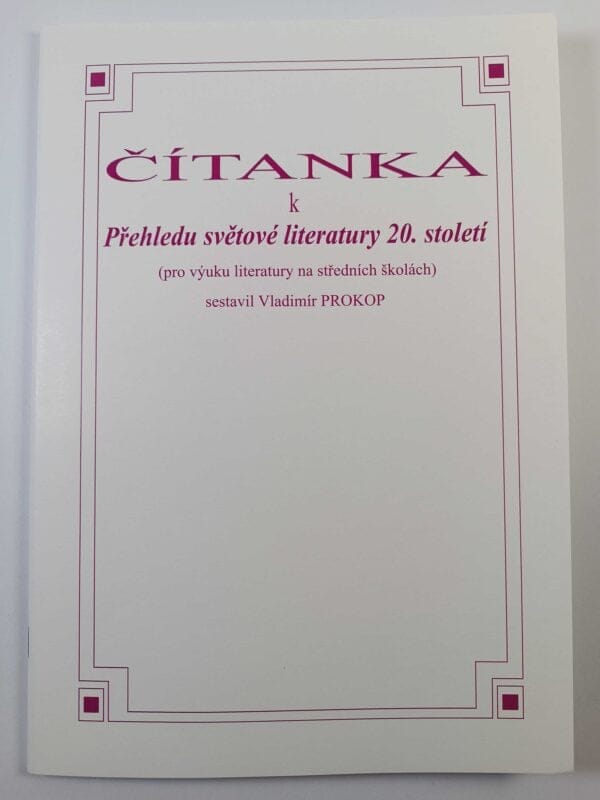 ČÍTANKA
k
Přehledu světové literatury 20. století
(pro výuku literatury na středních školách)
sestavil Vladimír PROKOP